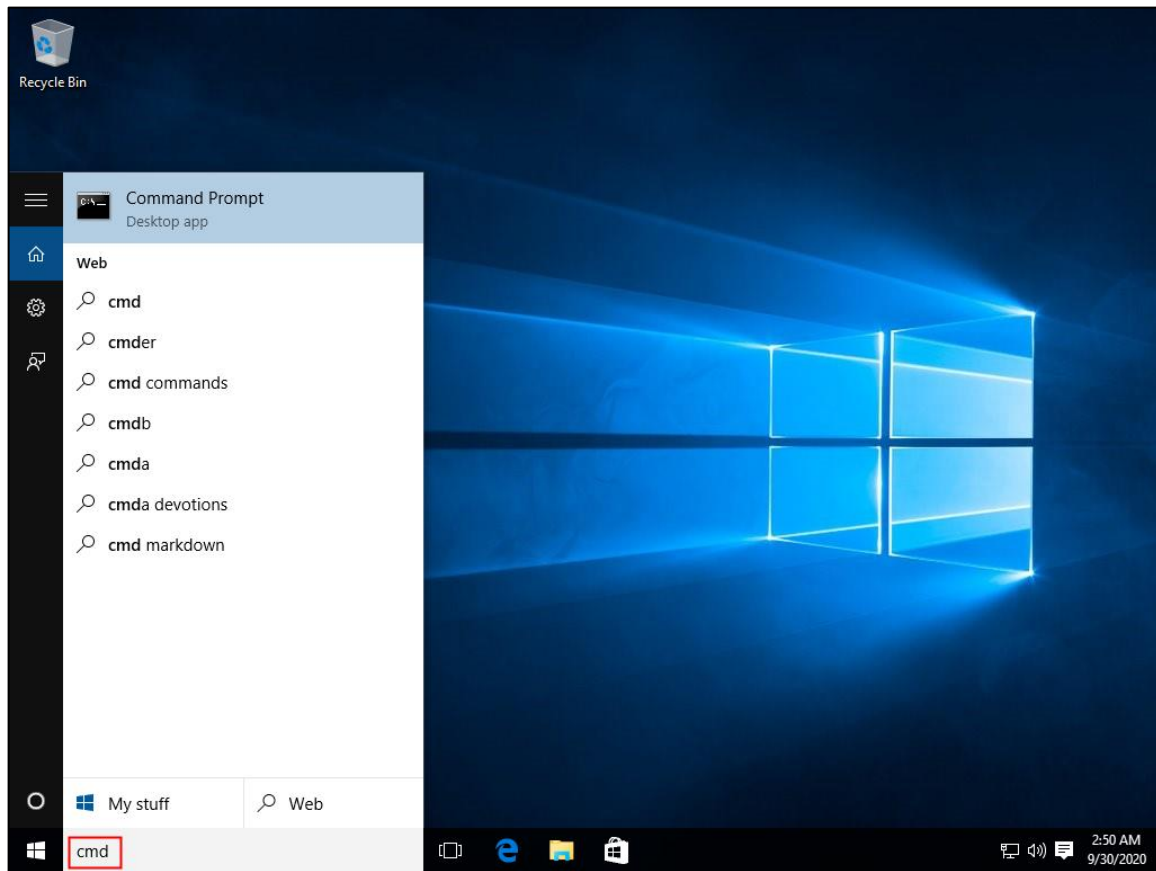 Recycle Bin
C:\_
Command Prompt
Desktop app
Web
cmd
cmder
cmd commands
cmdb
cmda
cmda devotions
cmd markdown
My stuff
Web
cmd
2:50 AM
9/30/2020